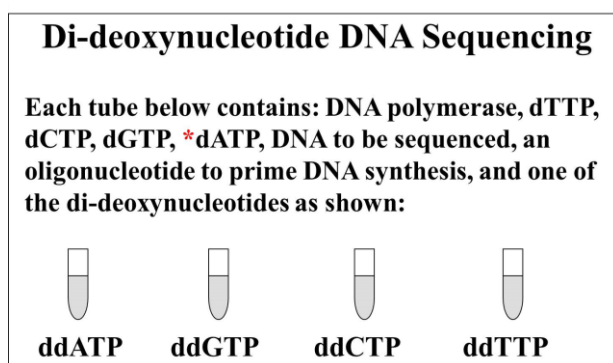 Di-deoxynucleotide DNA Sequencing
Each tube below contains: DNA polymerase, dTTP,
dCTP, dGTP, *dATP, DNA to be sequenced, an
oligonucleotide to prime DNA synthesis, and one of
the di-deoxynucleotides as shown:
ddATP ddGTP ddCTP ddTTP